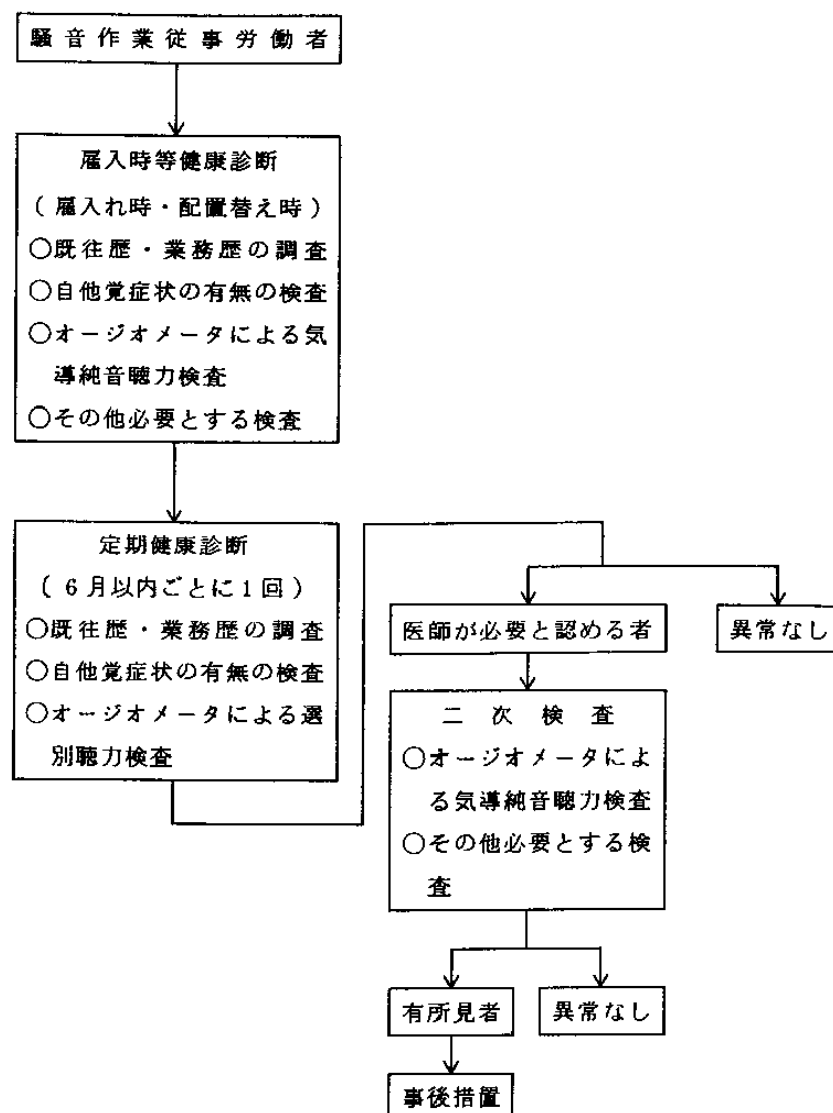 騒音作業従事労働者
雇入時等健康診断
(雇入れ時・配置替え時)
○既往歴・業務歴の調査
○自他覚症状の有無の検査
○オージオメータによる気
導純音聴力検査
○その他必要とする検査
定期健康診断
(6月以内ごとに1回)
○既往歴・業務歴の調査
○自他覚症状の有無の検査
○オージオメータによる選
別聴力検査
医師が必要と認める者
異常なし
二次検査
○オージオメータによ
る気導純音聴力検査
○その他必要とする検
査
有所見者
異常なし
事後措置